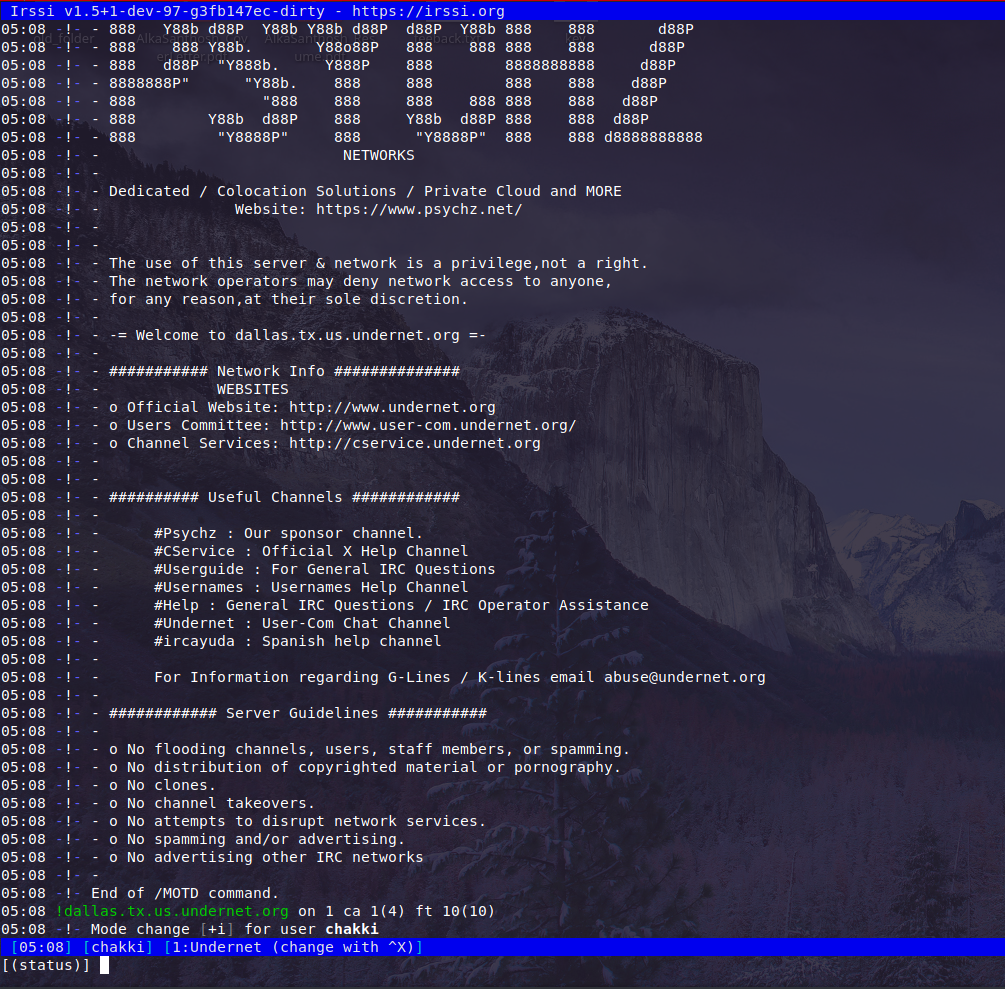 Irssi v1.5+1-dev-97-g3fb147ec-dirty - https://irssi.org
05:08 -!- - 888   Y88b d88P  Y88b Y88b d88P  d88P  Y88b 888    888       d88P
05:08 -!- - 888    888 Y88b.       Y88o88P   888    888 888    888      d88P
05:08 -!- - 888   d88P  "Y888b.     Y888P    888        8888888888     d88P
05:08 -!- - 8888888P"      "Y88b.    888     888        888    888    d88P
05:08 -!- - 888              "888    888     888    888 888    888   d88P
05:08 -!- - 888        Y88b  d88P    888     Y88b  d88P 888    888  d88P
05:08 -!- - 888         "Y8888P"     888      "Y8888P"  888    888 d8888888888
05:08 -!- -                           NETWORKS
05:08 -!- -
05:08 -!- - Dedicated / Colocation Solutions / Private Cloud and MORE
05:08 -!- -               Website: https://www.psychz.net/
05:08 -!- -
05:08 -!- -
05:08 -!- - The use of this server & network is a privilege,not a right.
05:08 -!- - The network operators may deny network access to anyone,
05:08 -!- - for any reason,at their sole discretion.
05:08 -!- -
05:08 -!- - -= Welcome to dallas.tx.us.undernet.org =-
05:08 -!- -
05:08 -!- - ########### Network Info ##############
05:08 -!- -             WEBSITES
05:08 -!- - o Official Website: http://www.undernet.org
05:08 -!- - o Users Committee: http://www.user-com.undernet.org/
05:08 -!- - o Channel Services: http://cservice.undernet.org
05:08 -!- -
05:08 -!- -
05:08 -!- - ########## Useful Channels ############
05:08 -!- -
05:08 -!- -      #Psychz : Our sponsor channel.
05:08 -!- -      #CService : Official X Help Channel
05:08 -!- -      #Userguide : For General IRC Questions
05:08 -!- -      #Usernames : Usernames Help Channel
05:08 -!- -      #Help : General IRC Questions / IRC Operator Assistance
05:08 -!- -      #Undernet : User-Com Chat Channel
05:08 -!- -      #ircayuda : Spanish help channel
05:08 -!- -
05:08 -!- -      For Information regarding G-Lines / K-lines email abuse@undernet.org
05:08 -!- -
05:08 -!- - ############ Server Guidelines ###########
05:08 -!- -
05:08 -!- - o No flooding channels, users, staff members, or spamming.
05:08 -!- - o No distribution of copyrighted material or pornography.
05:08 -!- - o No clones.
05:08 -!- - o No channel takeovers.
05:08 -!- - o No attempts to disrupt network services.
05:08 -!- - o No spamming and/or advertising.
05:08 -!- - o No advertising other IRC networks
05:08 -!- -
05:08 -!- End of /MOTD command.
05:08 !dallas.tx.us.undernet.org on 1 ca 1(4) ft 10(10)
05:08 -!- Mode change [+i] for user chakki
[05:08] [chakki] [1:Undernet (change with ^X)]
[(status)]